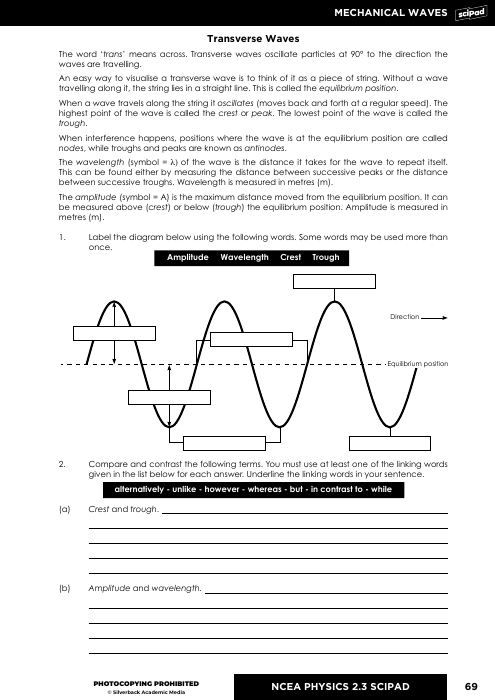 MECHANICAL WAVES
scipad
Transverse Waves
The word 'trans' means across. Transverse waves oscillate particles at 90° to the direction the
waves are travelling.
An easy way to visualise a transverse wave is to think of it as a piece of string. Without a wave
travelling along it, the string lies in a straight line. This is called the equilibrium position.
When a wave travels along the string it oscillates (moves back and forth at a regular speed). The
highest point of the wave is called the crest or peak. The lowest point of the wave is called the
trough.
When interference happens, positions where the wave is at the equilibrium position are called
nodes, while troughs and peaks are known as antinodes.
The wavelength (symbol = λ) of the wave is the distance it takes for the wave to repeat itself.
This can be found either by measuring the distance between successive peaks or the distance
between successive troughs. Wavelength is measured in metres (m).
The amplitude (symbol = A) is the maximum distance moved from the equilibrium position. It can
be measured above (crest) or below (trough) the equilibrium position. Amplitude is measured in
metres (m).
1. Label the diagram below using the following words. Some words may be used more than
once.
Amplitude Wavelength Crest Trough
Direction
Equilibrium position
2. Compare and contrast the following terms. You must use at least one of the linking words
given in the list below for each answer. Underline the linking words in your sentence.
alternatively - unlike - however - whereas - but - in contrast to - while
(a) Crest and trough.
(b) Amplitude and wavelength.
PHOTOCOPYING PROHIBITED
© Silverback Academic Media
NCEA PHYSICS 2.3 SCIPAD
69